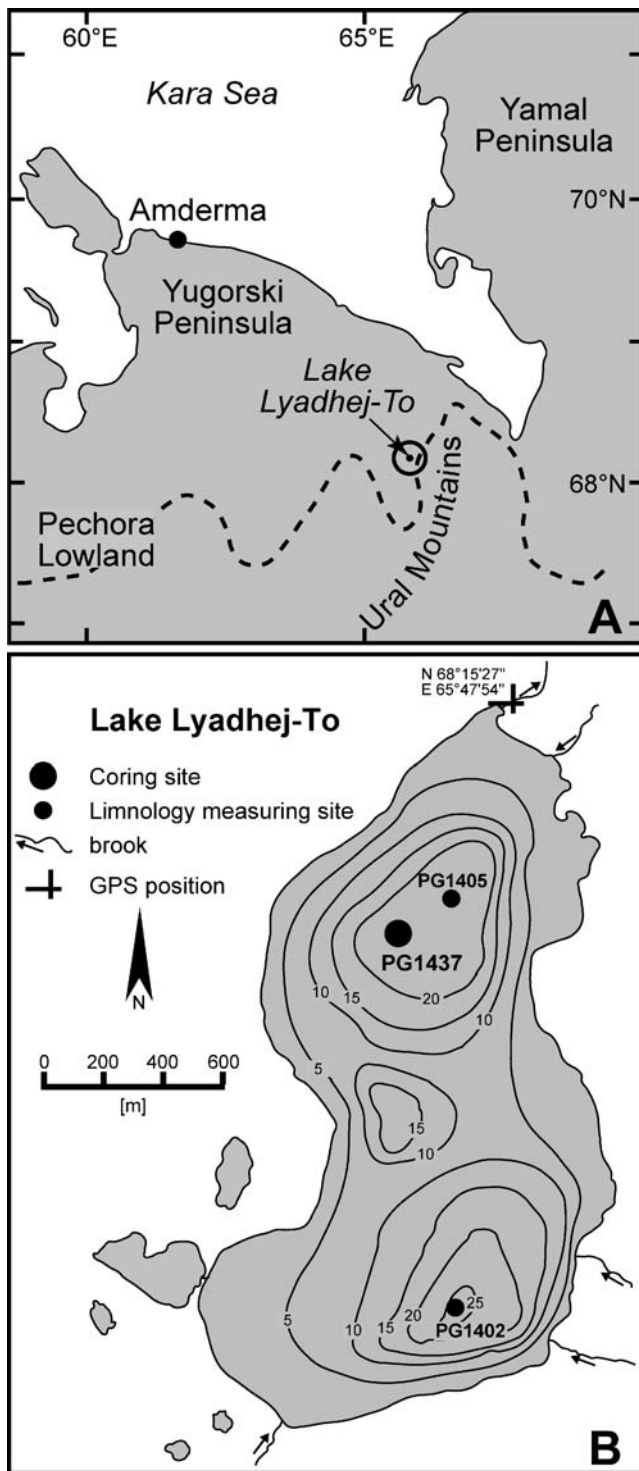 60°E 65°E
Kara Sea
Yamal
Peninsula
70°N
Amderma
Yugorski
Peninsula
Lake
Lyadhej-To
68°N
Pechora
Lowland
Ural Mountains
A
N 68°15'27"
E 65°47'54"
Lake Lyadhej-To
Coring site
Limnology measuring site
brook
GPS position
N
0 200 400 600
[m]
PG1405
PG1437
10
15
20
10
5
15
10
5
10
15
20
25
PG1402
B